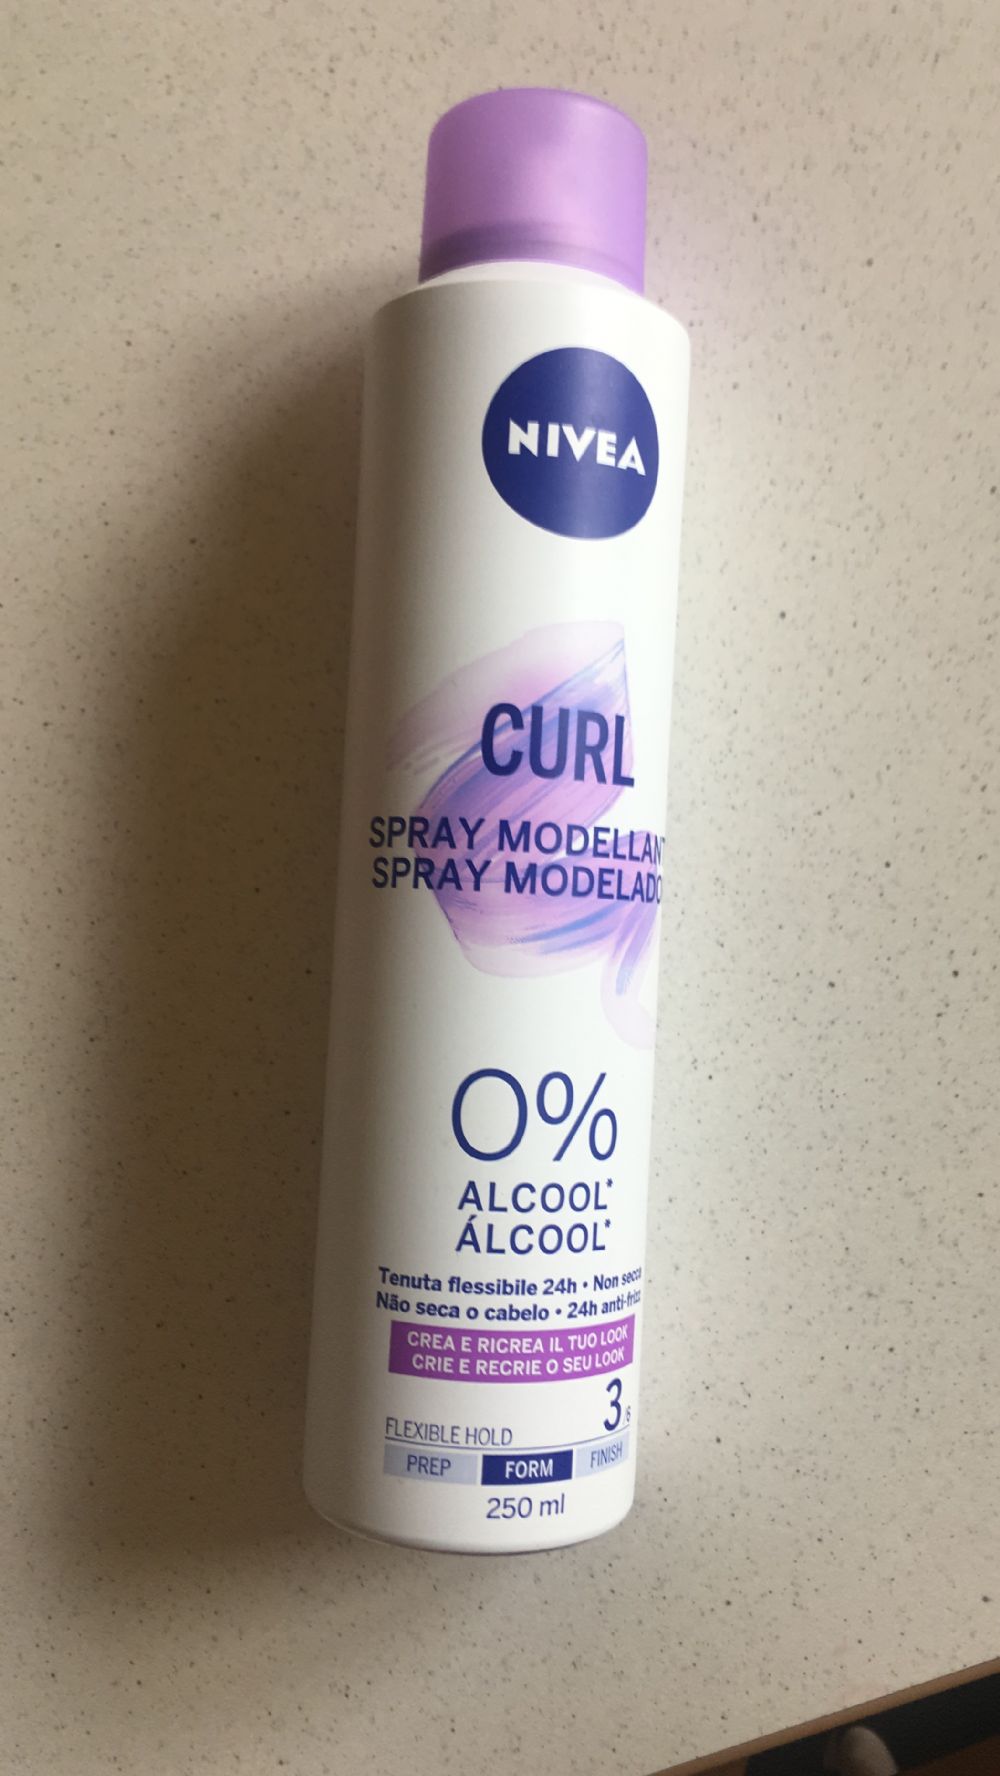 NIVEA
CURL
SPRAY MODELLANT
SPRAY MODELADO
0%
ALCOOL*
ÁLCOOL*
Tenuta flessibile 24h • Non secca
Não seca o cabelo • 24h anti-frizz
CREA E RICREA IL TUO LOOK
CRIE E RECRIE O SEU LOOK
3/6
FLEXIBLE HOLD
PREP FORM FINISH
250 ml